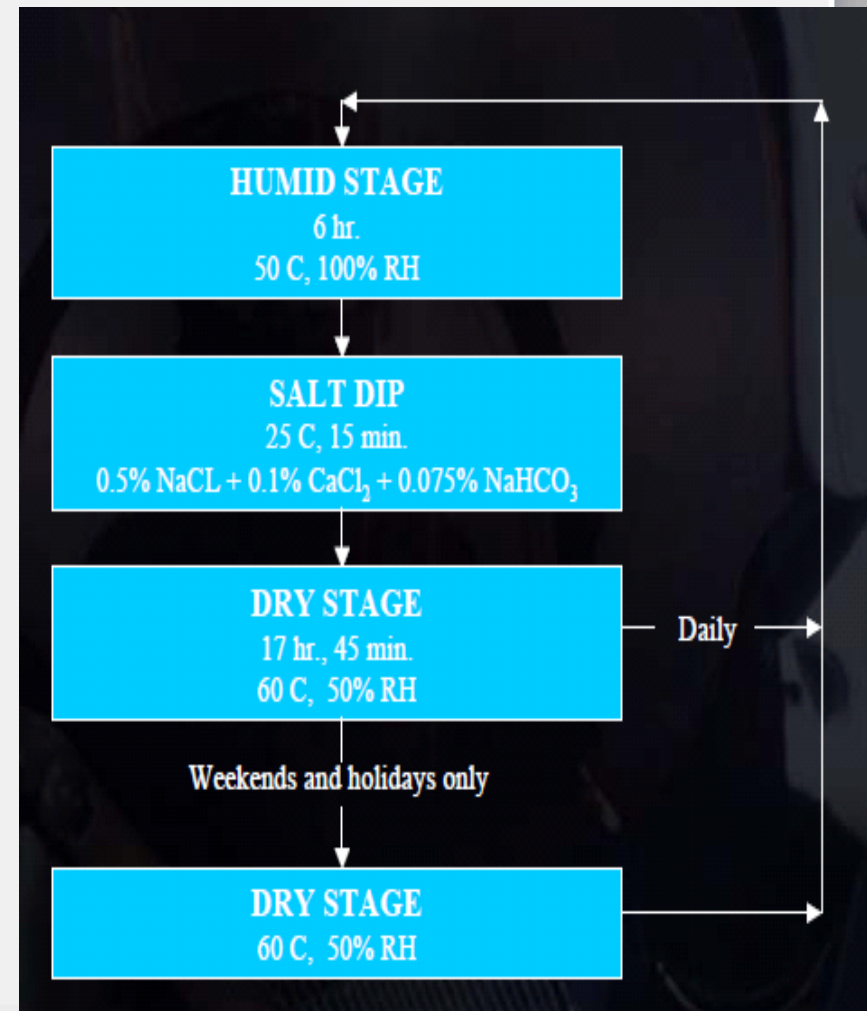 HUMID STAGE
6 hr.
50 C, 100% RH
SALT DIP
25 C, 15 min.
0.5% NaCL + 0.1% CaCl₂ + 0.075% NaHCO₃
DRY STAGE
17 hr., 45 min.
60 C, 50% RH
Daily
Weekends and holidays only
DRY STAGE
60 C, 50% RH